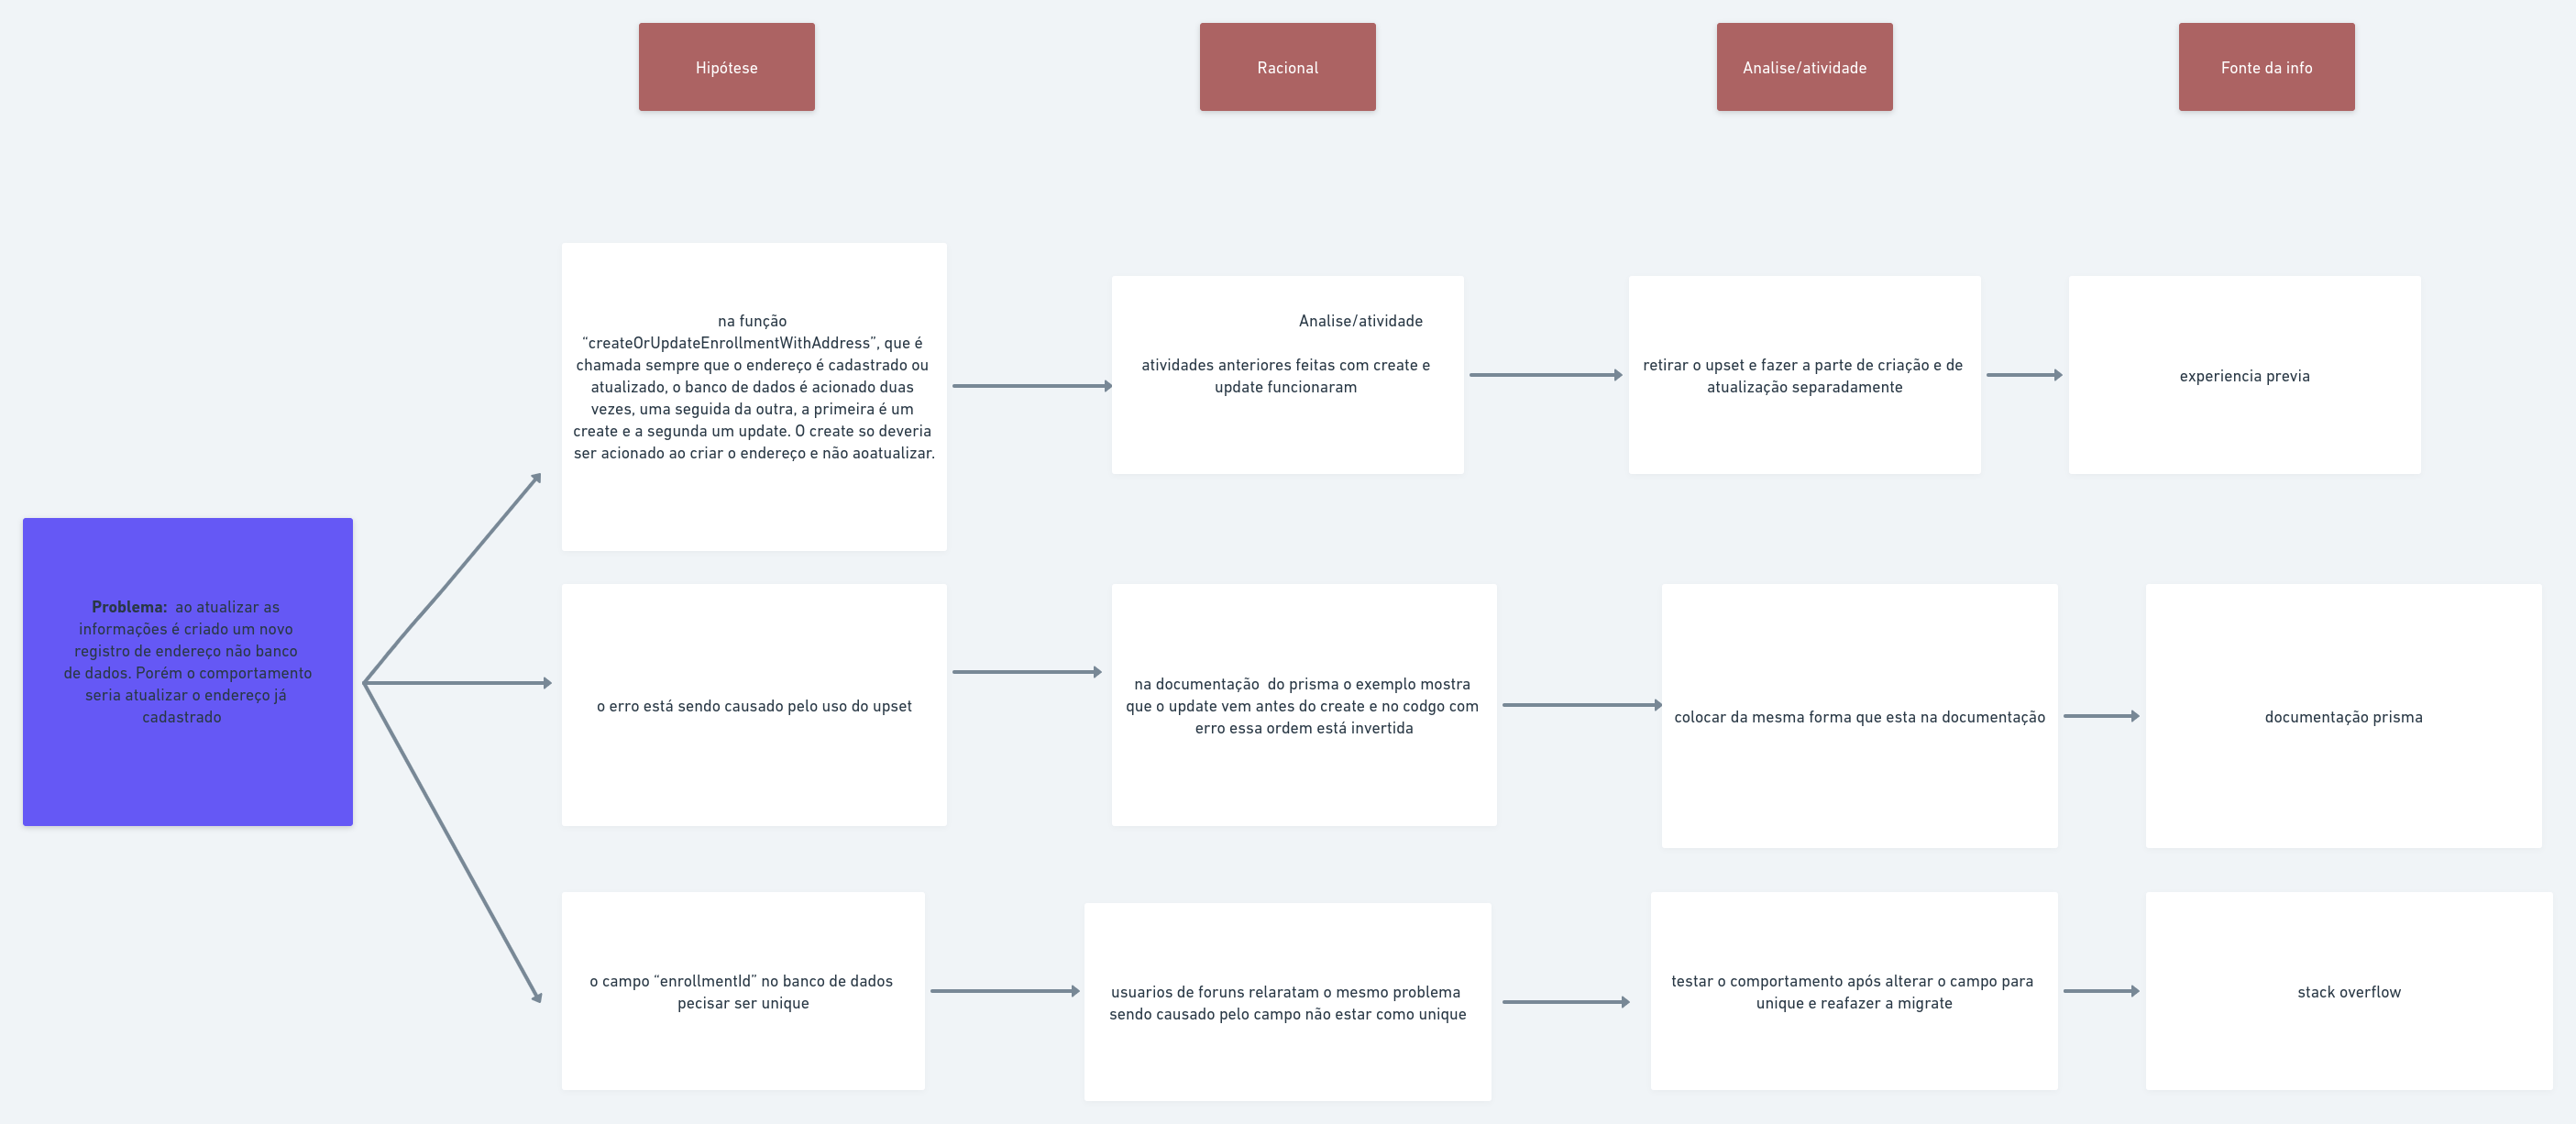 Hipótese
Racional
Analise/atividade
Fonte da info
Problema:  ao atualizar as
informações é criado um novo
registro de endereço não banco
de dados. Porém o comportamento
seria atualizar o endereço já
cadastrado
na função
“createOrUpdateEnrollmentWithAddress”, que é
chamada sempre que o endereço é cadastrado ou
atualizado, o banco de dados é acionado duas
vezes, uma seguida da outra, a primeira é um
create e a segunda um update. O create so deveria
ser acionado ao criar o endereço e não aoatualizar.
Analise/atividade
atividades anteriores feitas com create e
update funcionaram
retirar o upset e fazer a parte de criação e de
atualização separadamente
experiencia previa
o erro está sendo causado pelo uso do upset
na documentação  do prisma o exemplo mostra
que o update vem antes do create e no codgo com
erro essa ordem está invertida
colocar da mesma forma que esta na documentação
documentação prisma
o campo “enrollmentId” no banco de dados
pecisar ser unique
usuarios de foruns relaratam o mesmo problema
sendo causado pelo campo não estar como unique
testar o comportamento após alterar o campo para
unique e reafazer a migrate
stack overflow